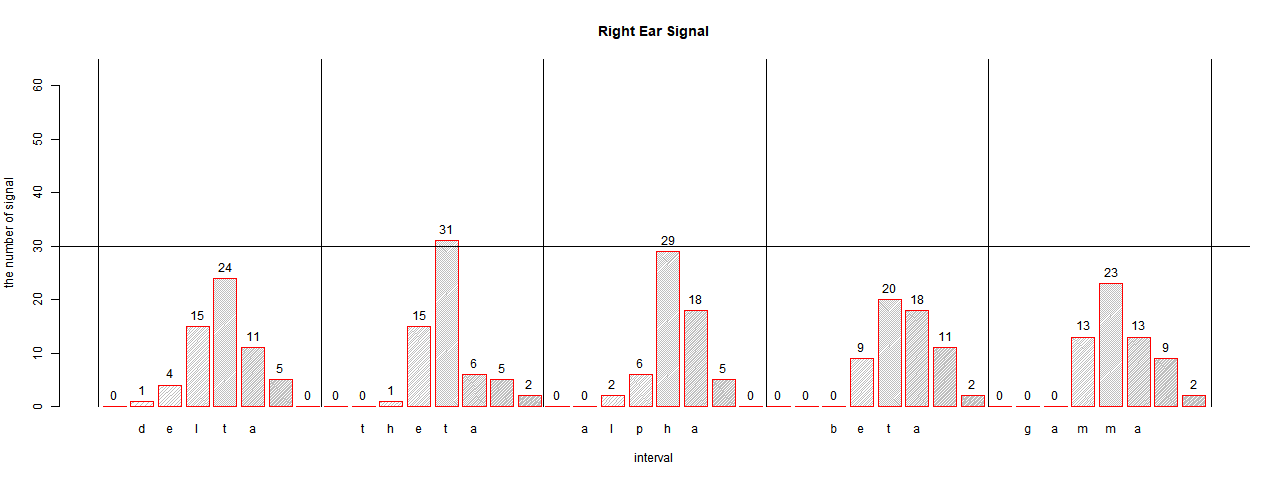 Right Ear Signal
the number of signal
60
50
40
30
20
10
0
0 1 4 15 24 11 5 0 0 0 1 15 31 6 5 2 0 0 2 6 29 18 5 0 0 0 0 9 20 18 11 2 0 0 0 13 23 13 9 2
d e l t a t h e t a a l p h a b e t a g a m m a
interval